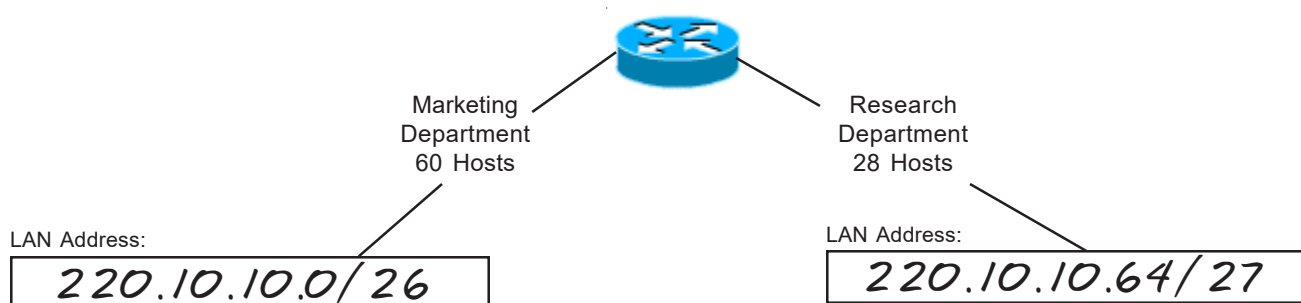 Marketing
Department
60 Hosts
Research
Department
28 Hosts
LAN Address:
220.10.10.0/26
LAN Address:
220.10.10.64/27